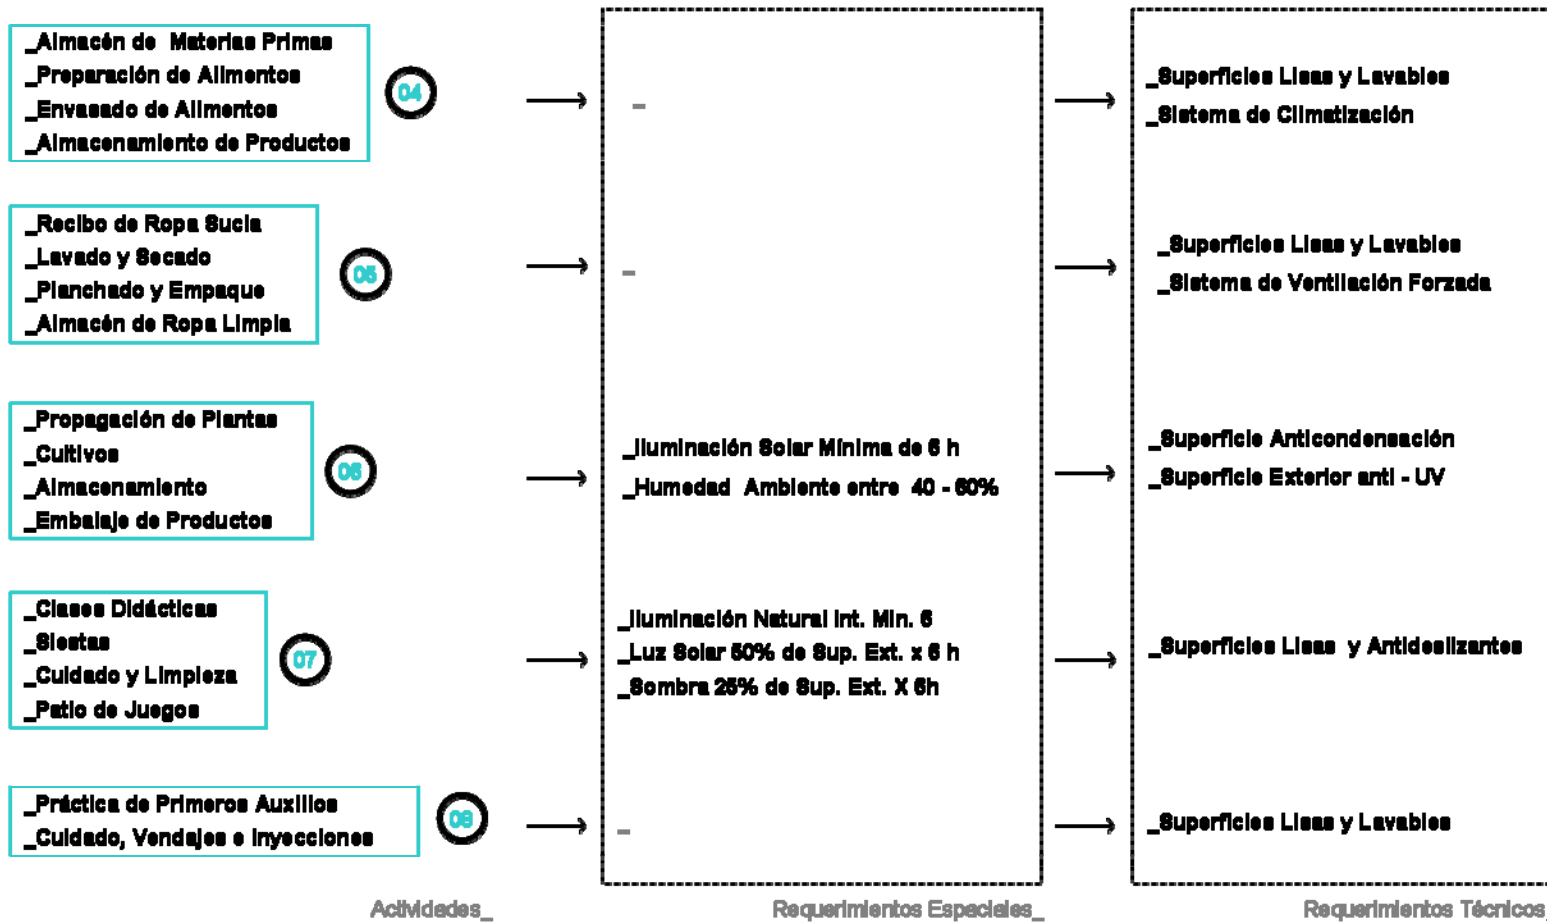 _Almacén de Materias Primas
_Preparación de Alimentos
_Envasado de Alimentos
_Almacenamiento de Productos
04
_
_Superficies Lisas y Lavables
_Sistema de Climatización
_Recibo de Ropa Sucia
_Lavado y Secado
_Planchado y Empaque
_Almacén de Ropa Limpia
05
_
_Superficies Lisas y Lavables
_Sistema de Ventilación Forzada
_Propagación de Plantas
_Cultivos
_Almacenamiento
_Embalaje de Productos
06
_Iluminación Solar Mínima de 6 h
_Humedad Ambiente entre 40 - 60%
_Superficie Anticondensación
_Superficie Exterior anti - UV
_Clases Didácticas
_Siestas
_Cuidado y Limpieza
_Patio de Juegos
07
_Iluminación Natural Int. Min. 6
_Luz Solar 50% de Sup. Ext. x 6 h
_Sombra 25% de Sup. Ext. X 6h
_Superficies Lisas y Antideslizantes
_Práctica de Primeros Auxilios
_Cuidado, Vendajes e Inyecciones
08
_
_Superficies Lisas y Lavables
Actividades_
Requerimientos Espaciales_
Requerimientos Técnicos